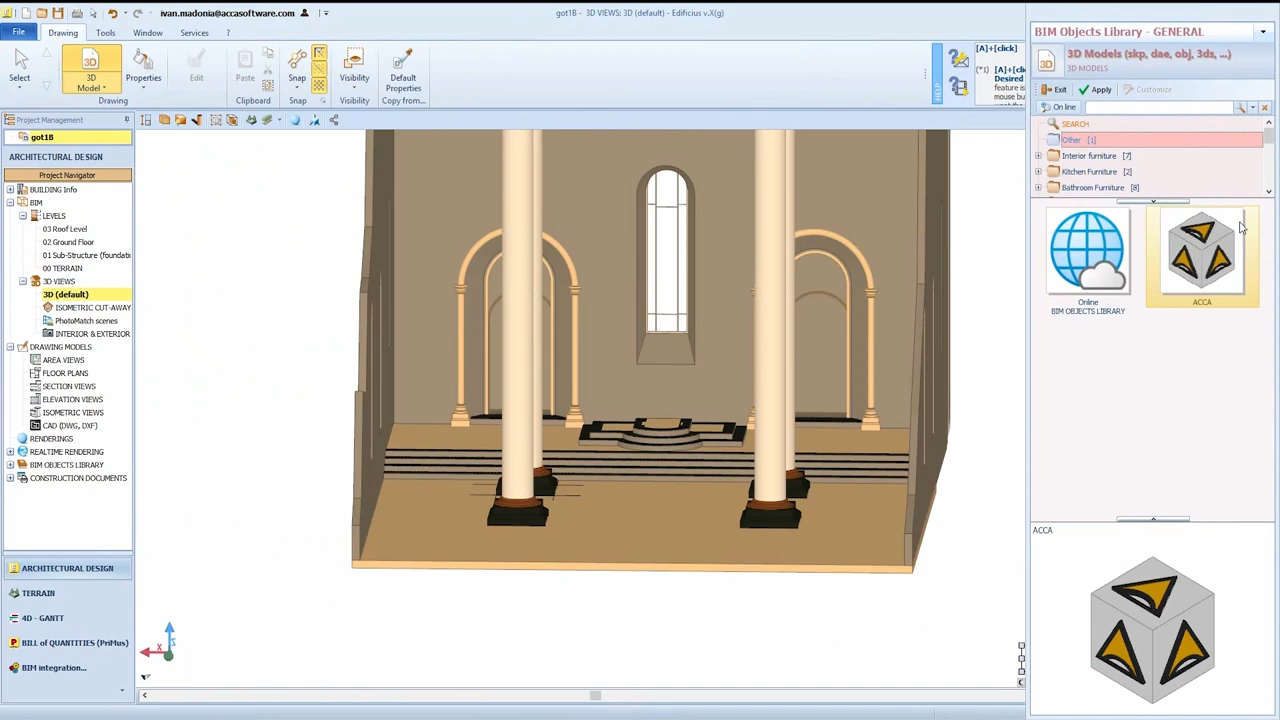 ivan.madonia@accasoftware.com
got1B - 3D VIEWS: 3D (default) - Edificius v.X(g)
File
Drawing
Tools
Window
Services
?
Select
3D
3D
Model
Properties
Edit
Paste
Snap
Visibility
Default
Properties
Drawing
Clipboard
Snap
Visibility
Copy from...
HELP
[A]+[click]
(*1)
[A]+[clic
Desired
feature is
mouse bu
Project Management
got1B
ARCHITECTURAL DESIGN
Project Navigator
BUILDING Info
BIM
LEVELS
03 Roof Level
02 Ground Floor
01 Sub-Structure (foundatio
00 TERRAIN
3D VIEWS
3D (default)
ISOMETRIC CUT-AWAY
PhotoMatch scenes
INTERIOR & EXTERIOR
DRAWING MODELS
AREA VIEWS
FLOOR PLANS
SECTION VIEWS
ELEVATION VIEWS
ISOMETRIC VIEWS
CAD (DWG, DXF)
RENDERINGS
REALTIME RENDERING
BIM OBJECTS LIBRARY
CONSTRUCTION DOCUMENTS
ARCHITECTURAL DESIGN
TERRAIN
4D - GANTT
BILL of QUANTITIES (PriMus)
BIM integration...
X
Z
BIM Objects Library - GENERAL
3D
3D Models (skp, dae, obj, 3ds, ...)
3D MODELS
Exit
Apply
Customize
On line
SEARCH
Other [1]
Interior furniture [7]
Kitchen Furniture [2]
Bathroom Furniture [8]
Online
BIM OBJECTS LIBRARY
ACCA
ACCA